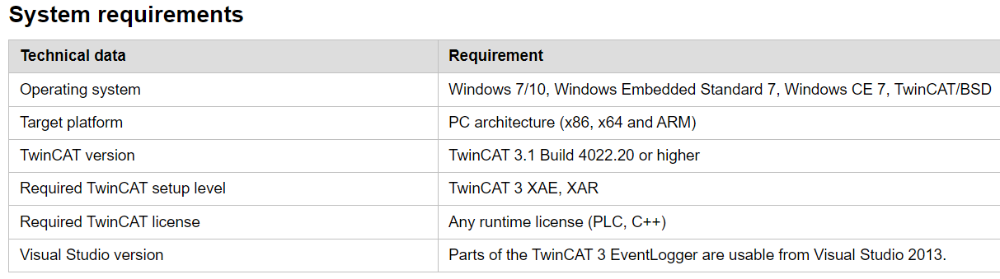 System requirements
Technical data Requirement
Operating system Windows 7/10, Windows Embedded Standard 7, Windows CE 7, TwinCAT/BSD
Target platform PC architecture (x86, x64 and ARM)
TwinCAT version TwinCAT 3.1 Build 4022.20 or higher
Required TwinCAT setup level TwinCAT 3 XAE, XAR
Required TwinCAT license Any runtime license (PLC, C++)
Visual Studio version Parts of the TwinCAT 3 EventLogger are usable from Visual Studio 2013.